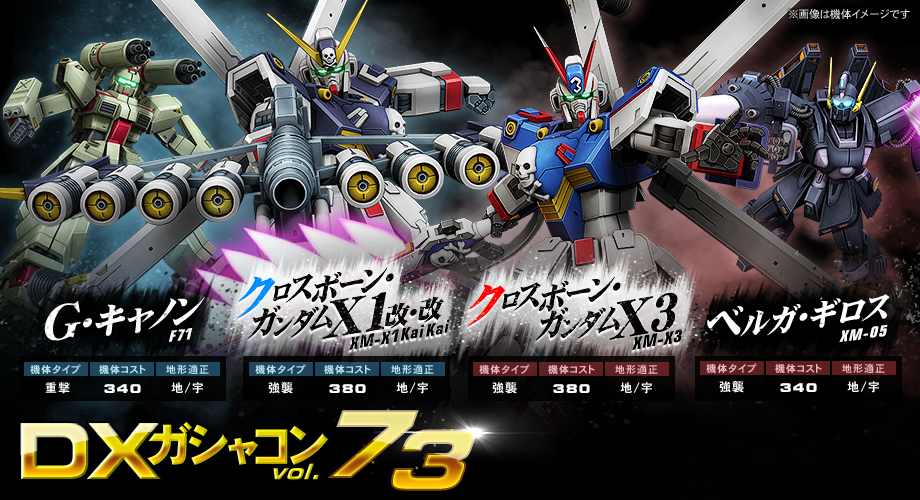 ※画像は機体イメージです
G・キャノン
F71
機体タイプ 機体コスト 地形適正
重撃 340 地/宇
クロスボーン・
ガンダムX1改・改
XM-X1 Kai Kai
機体タイプ 機体コスト 地形適正
強襲 380 地/宇
クロスボーン・
ガンダムX3
XM-X3
機体タイプ 機体コスト 地形適正
強襲 380 地/宇
ベルガ・ギロス
XM-05
機体タイプ 機体コスト 地形適正
強襲 340 地/宇
3
DXガシャコン vol. 73